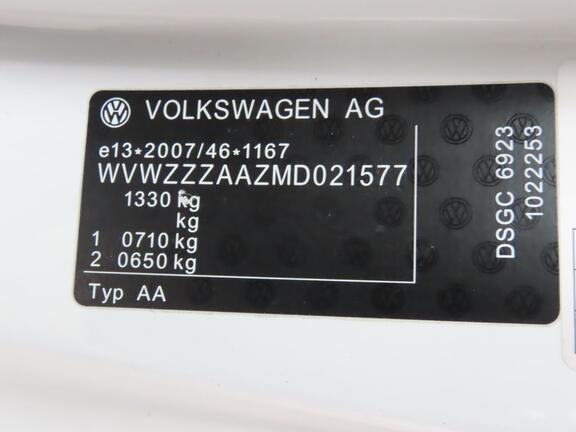 VOLKSWAGEN AG
e13*2007/46*1167
WVWZZZAAZMD021577
1330 kg
kg
1 0710 kg
2 0650 kg
Typ AA
DSGC 6923
1022253